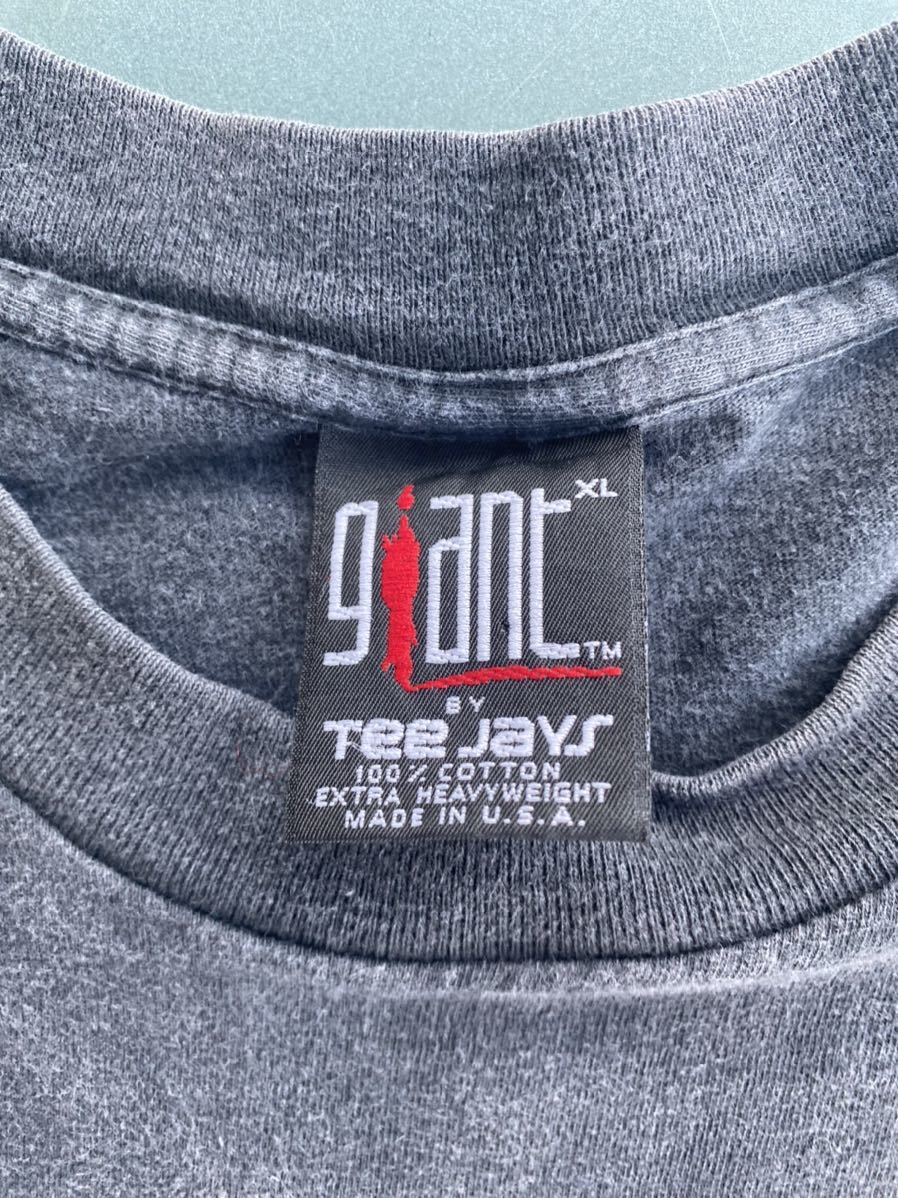 giant XL
TM
BY
Tee Jays
100% COTTON
EXTRA HEAVYWEIGHT
MADE IN U.S.A.